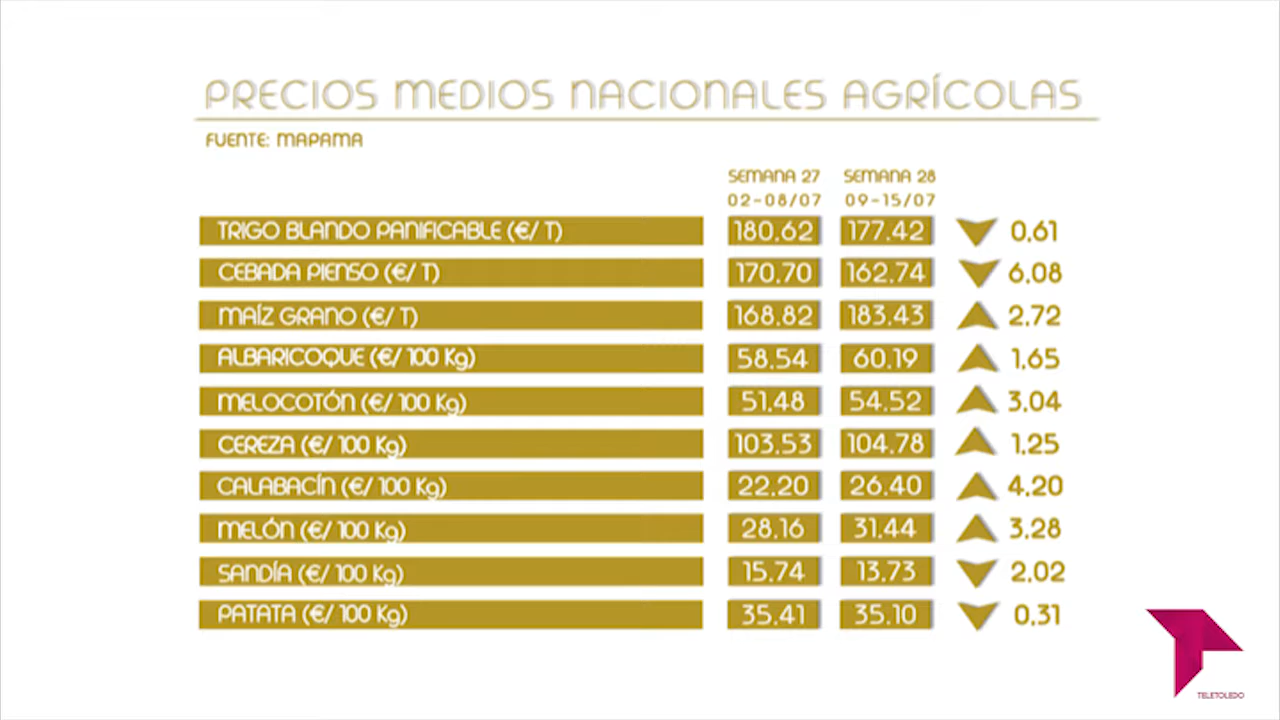 PRECIOS MEDIOS NACIONALES AGRÍCOLAS
FUENTE: MAPAMA
SEMANA 27 SEMANA 28
02-08/07 09-15/07
TRIGO BLANDO PANIFICABLE (€/ T) 180.62 177.42 0.61
CEBADA PIENSO (€/ T) 170.70 162.74 6.08
MAÍZ GRANO (€/ T) 168.82 183.43 2.72
ALBARICOQUE (€/ 100 Kg) 58.54 60.19 1.65
MELOCOTÓN (€/ 100 Kg) 51.48 54.52 3.04
CEREZA (€/ 100 Kg) 103.53 104.78 1.25
CALABACÍN (€/ 100 Kg) 22.20 26.40 4.20
MELÓN (€/ 100 Kg) 28.16 31.44 3.28
SANDÍA (€/ 100 Kg) 15.74 13.73 2.02
PATATA (€/ 100 Kg) 35.41 35.10 0.31
TELETOLEDO